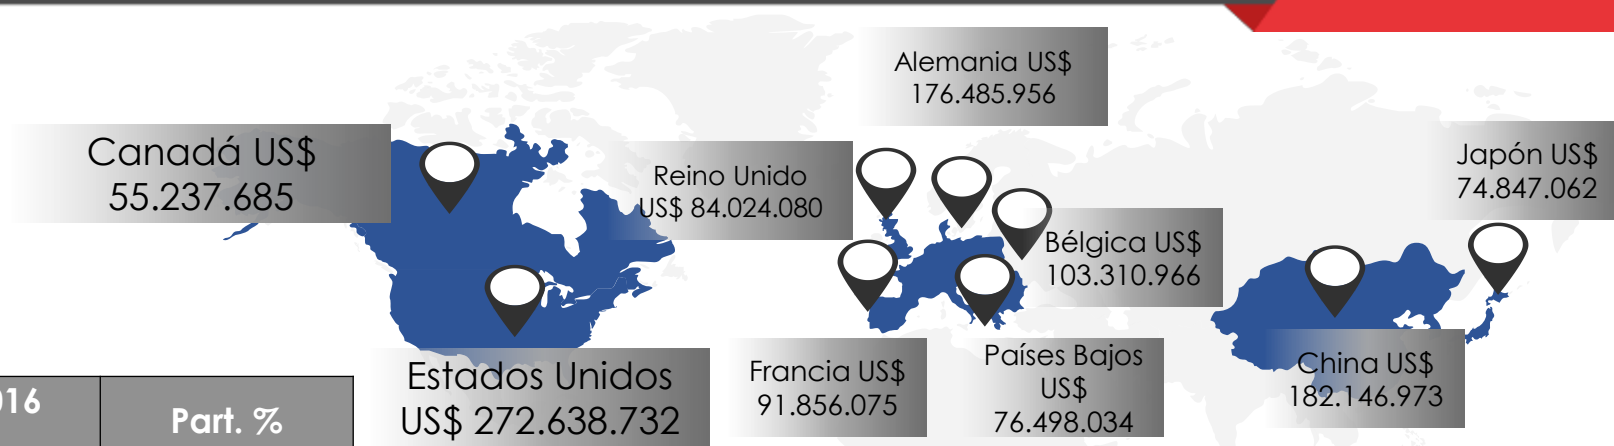 Alemania US$
176.485.956
Canadá US$
55.237.685
Reino Unido
US$ 84.024.080
Japón US$
74.847.062
Bélgica US$
103.310.966
Estados Unidos
US$ 272.638.732
Francia US$
91.856.075
Países Bajos
US$
76.498.034
China US$
182.146.973
Part. %